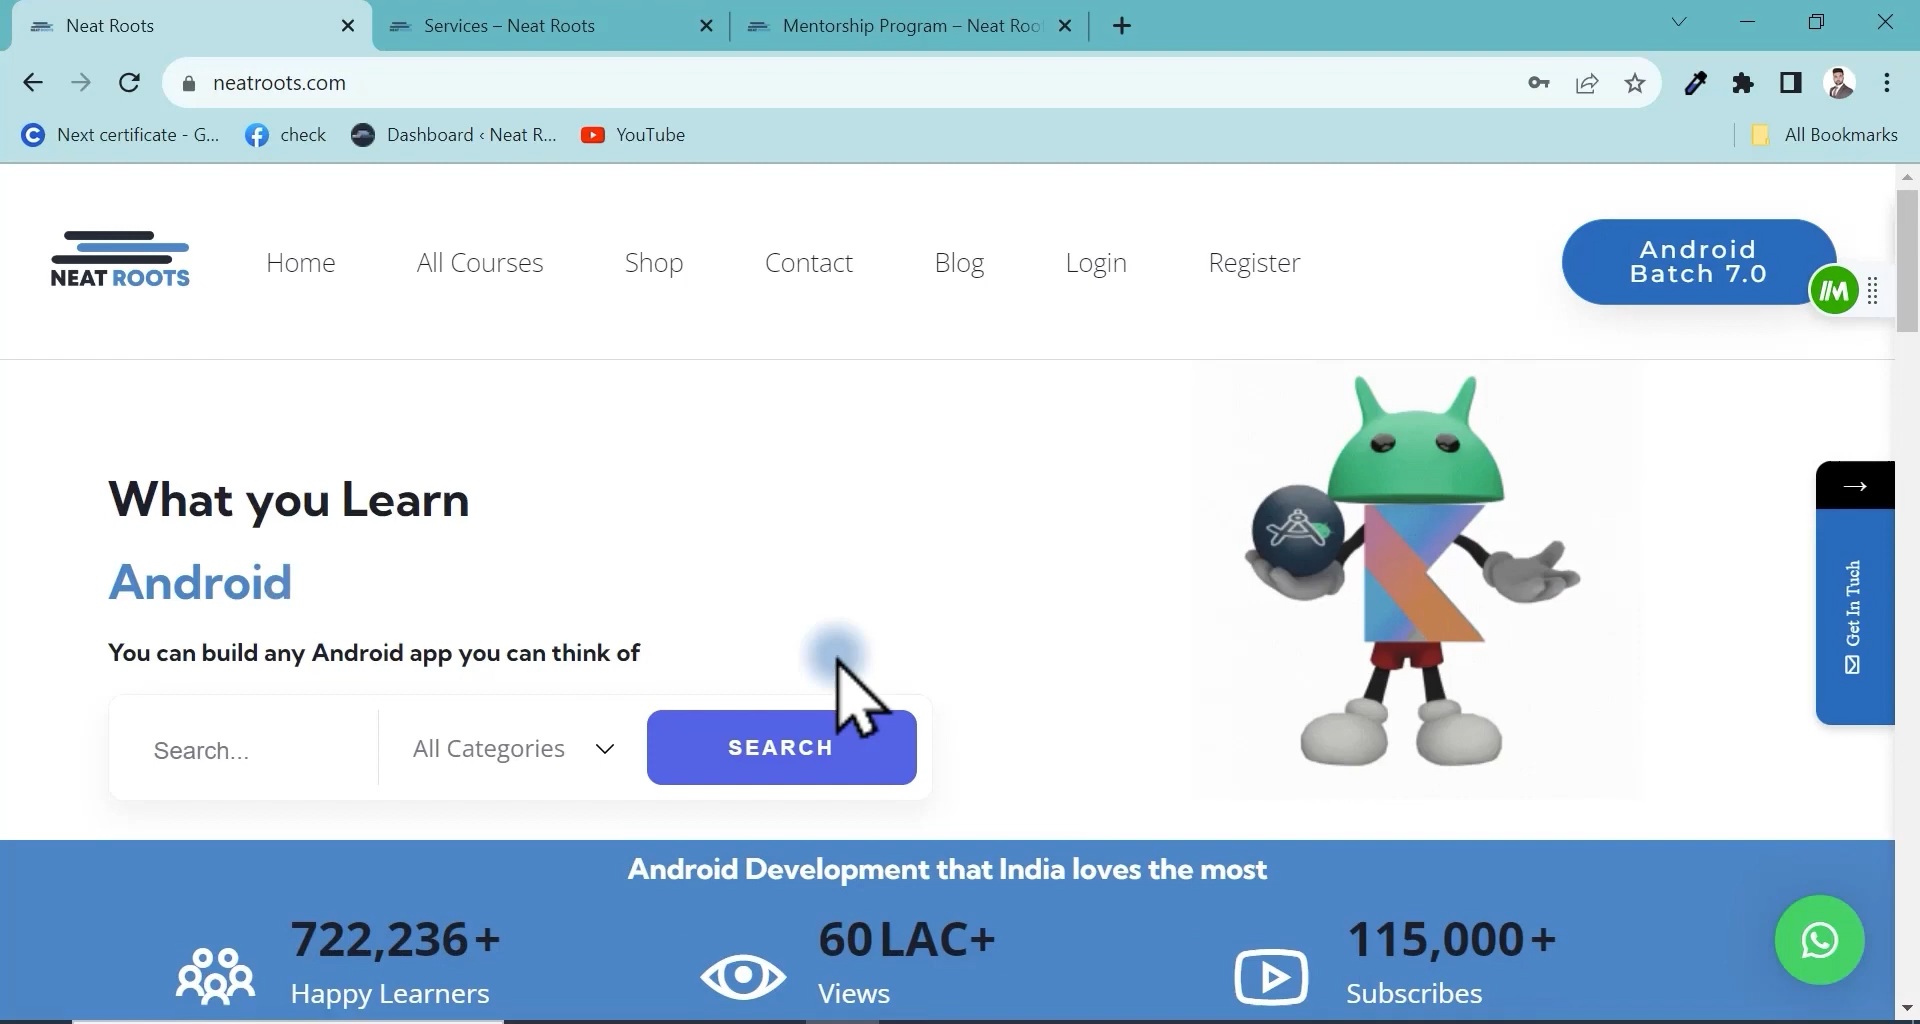 Neat Roots
Services – Neat Roots
Mentorship Program – Neat Roo
neatroots.com
Next certificate - G...
check
Dashboard ‹ Neat R...
YouTube
All Bookmarks
NEAT ROOTS
Home
All Courses
Shop
Contact
Blog
Login
Register
Android
Batch 7.0
What you Learn
Android
You can build any Android app you can think of
Search...
All Categories
SEARCH
Get In Tuch
Android Development that India loves the most
722,236+
Happy Learners
60 LAC+
Views
115,000+
Subscribes